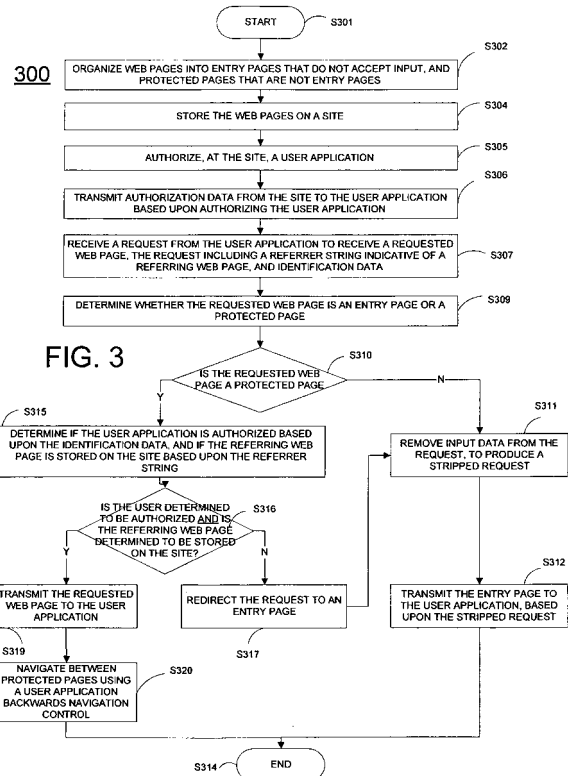 START
S301
300
S302
ORGANIZE WEB PAGES INTO ENTRY PAGES THAT DO NOT ACCEPT INPUT, AND
PROTECTED PAGES THAT ARE NOT ENTRY PAGES
S304
STORE THE WEB PAGES ON A SITE
S305
AUTHORIZE, AT THE SITE, A USER APPLICATION
S306
TRANSMIT AUTHORIZATION DATA FROM THE SITE TO THE USER APPLICATION
BASED UPON AUTHORIZING THE USER APPLICATION
RECEIVE A REQUEST FROM THE USER APPLICATION TO RECEIVE A REQUESTED
WEB PAGE, THE REQUEST INCLUDING A REFERRER STRING INDICATIVE OF A
REFERRING WEB PAGE, AND IDENTIFICATION DATA
S307
DETERMINE WHETHER THE REQUESTED WEB PAGE IS AN ENTRY PAGE OR A
PROTECTED PAGE
S309
FIG. 3
S310
IS THE REQUESTED WEB
PAGE A PROTECTED PAGE
Y
N
S315
DETERMINE IF THE USER APPLICATION IS AUTHORIZED BASED
UPON THE IDENTIFICATION DATA, AND IF THE REFERRING WEB
PAGE IS STORED ON THE SITE BASED UPON THE REFERRER
STRING
S311
REMOVE INPUT DATA FROM THE
REQUEST, TO PRODUCE A
STRIPPED REQUEST
IS THE USER DETERMINED
TO BE AUTHORIZED AND IS
THE REFERRING WEB PAGE
DETERMINED TO BE STORED
ON THE SITE?
S316
Y
N
S312
TRANSMIT THE REQUESTED
WEB PAGE TO THE USER
APPLICATION
S319
REDIRECT THE REQUEST TO AN
ENTRY PAGE
S317
TRANSMIT THE ENTRY PAGE TO
THE USER APPLICATION, BASED
UPON THE STRIPPED REQUEST
NAVIGATE BETWEEN
PROTECTED PAGES USING
A USER APPLICATION
BACKWARDS NAVIGATION
CONTROL
S320
S314
END